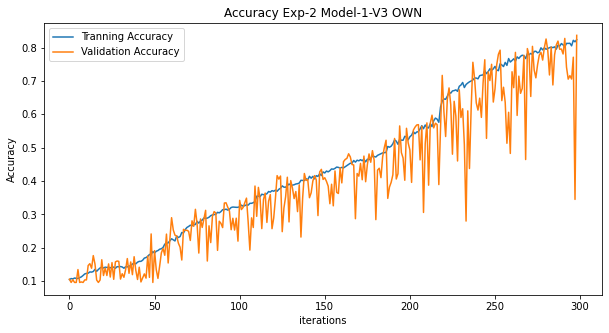 Accuracy Exp-2 Model-1-V3 OWN
Tranning Accuracy
Validation Accuracy
Accuracy
0.8
0.7
0.6
0.5
0.4
0.3
0.2
0.1
0 50 100 150 200 250 300
iterations